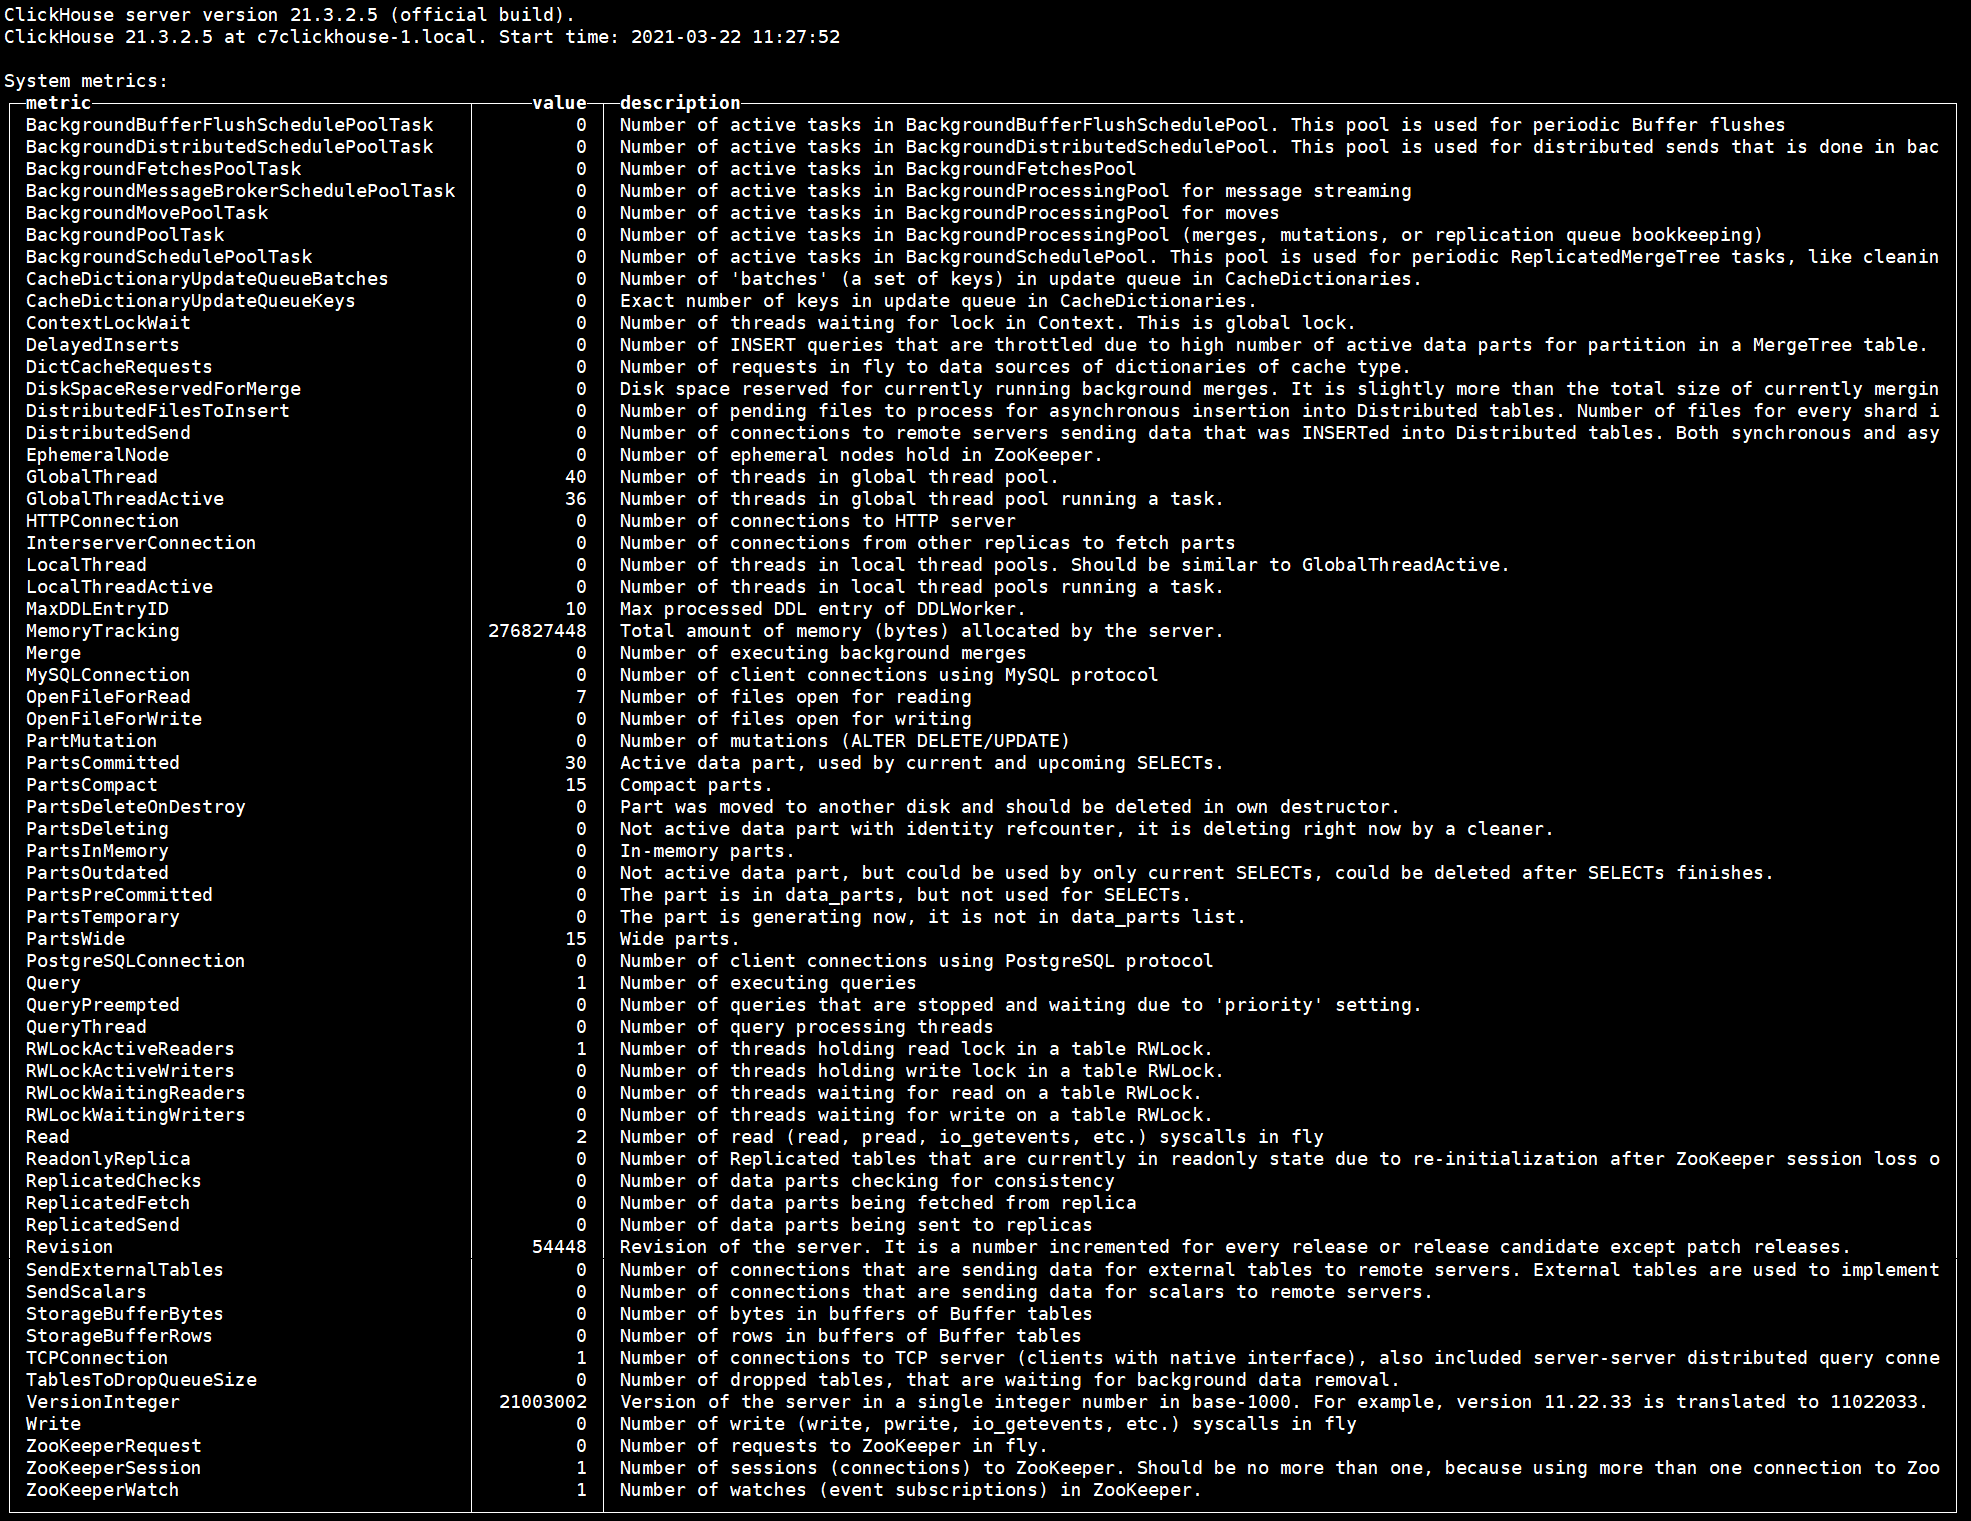 ClickHouse server version 21.3.2.5 (official build).
ClickHouse 21.3.2.5 at c7clickhouse-1.local. Start time: 2021-03-22 11:27:52
System metrics:
metric value description
BackgroundBufferFlushSchedulePoolTask 0 Number of active tasks in BackgroundBufferFlushSchedulePool. This pool is used for periodic Buffer flushes
BackgroundDistributedSchedulePoolTask 0 Number of active tasks in BackgroundDistributedSchedulePool. This pool is used for distributed sends that is done in bac
BackgroundFetchesPoolTask 0 Number of active tasks in BackgroundFetchesPool
BackgroundMessageBrokerSchedulePoolTask 0 Number of active tasks in BackgroundProcessingPool for message streaming
BackgroundMovePoolTask 0 Number of active tasks in BackgroundProcessingPool for moves
BackgroundPoolTask 0 Number of active tasks in BackgroundProcessingPool (merges, mutations, or replication queue bookkeeping)
BackgroundSchedulePoolTask 0 Number of active tasks in BackgroundSchedulePool. This pool is used for periodic ReplicatedMergeTree tasks, like cleanin
CacheDictionaryUpdateQueueBatches 0 Number of 'batches' (a set of keys) in update queue in CacheDictionaries.
CacheDictionaryUpdateQueueKeys 0 Exact number of keys in update queue in CacheDictionaries.
ContextLockWait 0 Number of threads waiting for lock in Context. This is global lock.
DelayedInserts 0 Number of INSERT queries that are throttled due to high number of active data parts for partition in a MergeTree table.
DictCacheRequests 0 Number of requests in fly to data sources of dictionaries of cache type.
DiskSpaceReservedForMerge 0 Disk space reserved for currently running background merges. It is slightly more than the total size of currently mergin
DistributedFilesToInsert 0 Number of pending files to process for asynchronous insertion into Distributed tables. Number of files for every shard i
DistributedSend 0 Number of connections to remote servers sending data that was INSERTed into Distributed tables. Both synchronous and asy
EphemeralNode 0 Number of ephemeral nodes hold in ZooKeeper.
GlobalThread 40 Number of threads in global thread pool.
GlobalThreadActive 36 Number of threads in global thread pool running a task.
HTTPConnection 0 Number of connections to HTTP server
InterserverConnection 0 Number of connections from other replicas to fetch parts
LocalThread 0 Number of threads in local thread pools. Should be similar to GlobalThreadActive.
LocalThreadActive 0 Number of threads in local thread pools running a task.
MaxDDLEntryID 10 Max processed DDL entry of DDLWorker.
MemoryTracking 276827448 Total amount of memory (bytes) allocated by the server.
Merge 0 Number of executing background merges
MySQLConnection 0 Number of client connections using MySQL protocol
OpenFileForRead 7 Number of files open for reading
OpenFileForWrite 0 Number of files open for writing
PartMutation 0 Number of mutations (ALTER DELETE/UPDATE)
PartsCommitted 30 Active data part, used by current and upcoming SELECTs.
PartsCompact 15 Compact parts.
PartsDeleteOnDestroy 0 Part was moved to another disk and should be deleted in own destructor.
PartsDeleting 0 Not active data part with identity refcounter, it is deleting right now by a cleaner.
PartsInMemory 0 In-memory parts.
PartsOutdated 0 Not active data part, but could be used by only current SELECTs, could be deleted after SELECTs finishes.
PartsPreCommitted 0 The part is in data_parts, but not used for SELECTs.
PartsTemporary 0 The part is generating now, it is not in data_parts list.
PartsWide 15 Wide parts.
PostgreSQLConnection 0 Number of client connections using PostgreSQL protocol
Query 1 Number of executing queries
QueryPreempted 0 Number of queries that are stopped and waiting due to 'priority' setting.
QueryThread 0 Number of query processing threads
RWLockActiveReaders 1 Number of threads holding read lock in a table RWLock.
RWLockActiveWriters 0 Number of threads holding write lock in a table RWLock.
RWLockWaitingReaders 0 Number of threads waiting for read on a table RWLock.
RWLockWaitingWriters 0 Number of threads waiting for write on a table RWLock.
Read 2 Number of read (read, pread, io_getevents, etc.) syscalls in fly
ReadonlyReplica 0 Number of Replicated tables that are currently in readonly state due to re-initialization after ZooKeeper session loss o
ReplicatedChecks 0 Number of data parts checking for consistency
ReplicatedFetch 0 Number of data parts being fetched from replica
ReplicatedSend 0 Number of data parts being sent to replicas
Revision 54448 Revision of the server. It is a number incremented for every release or release candidate except patch releases.
SendExternalTables 0 Number of connections that are sending data for external tables to remote servers. External tables are used to implement
SendScalars 0 Number of connections that are sending data for scalars to remote servers.
StorageBufferBytes 0 Number of bytes in buffers of Buffer tables
StorageBufferRows 0 Number of rows in buffers of Buffer tables
TCPConnection 1 Number of connections to TCP server (clients with native interface), also included server-server distributed query conne
TablesToDropQueueSize 0 Number of dropped tables, that are waiting for background data removal.
VersionInteger 21003002 Version of the server in a single integer number in base-1000. For example, version 11.22.33 is translated to 11022033.
Write 0 Number of write (write, pwrite, io_getevents, etc.) syscalls in fly
ZooKeeperRequest 0 Number of requests to ZooKeeper in fly.
ZooKeeperSession 1 Number of sessions (connections) to ZooKeeper. Should be no more than one, because using more than one connection to Zoo
ZooKeeperWatch 1 Number of watches (event subscriptions) in ZooKeeper.